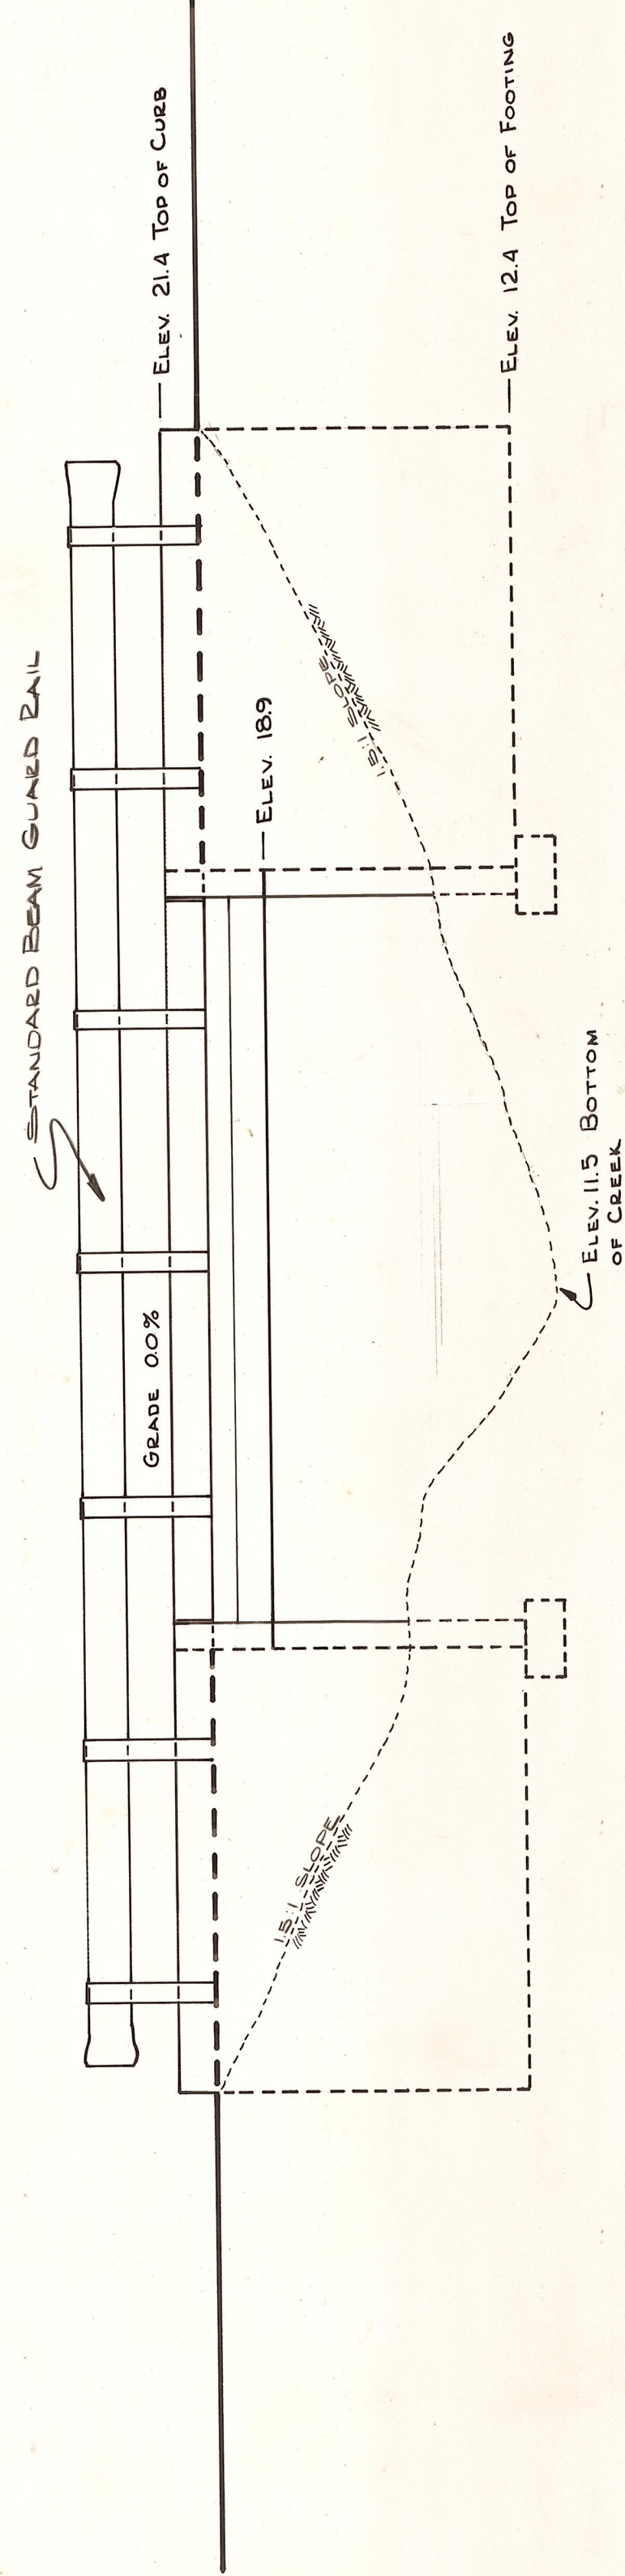 STANDARD BEAM GUARD RAIL
ELEV. 21.4 TOP OF CURB
GRADE 0.0%
ELEV. 18.9
1.5:1 SLOPE
1.5:1 SLOPE
ELEV. 12.4 TOP OF FOOTING
ELEV. 11.5 BOTTOM
OF CREEK